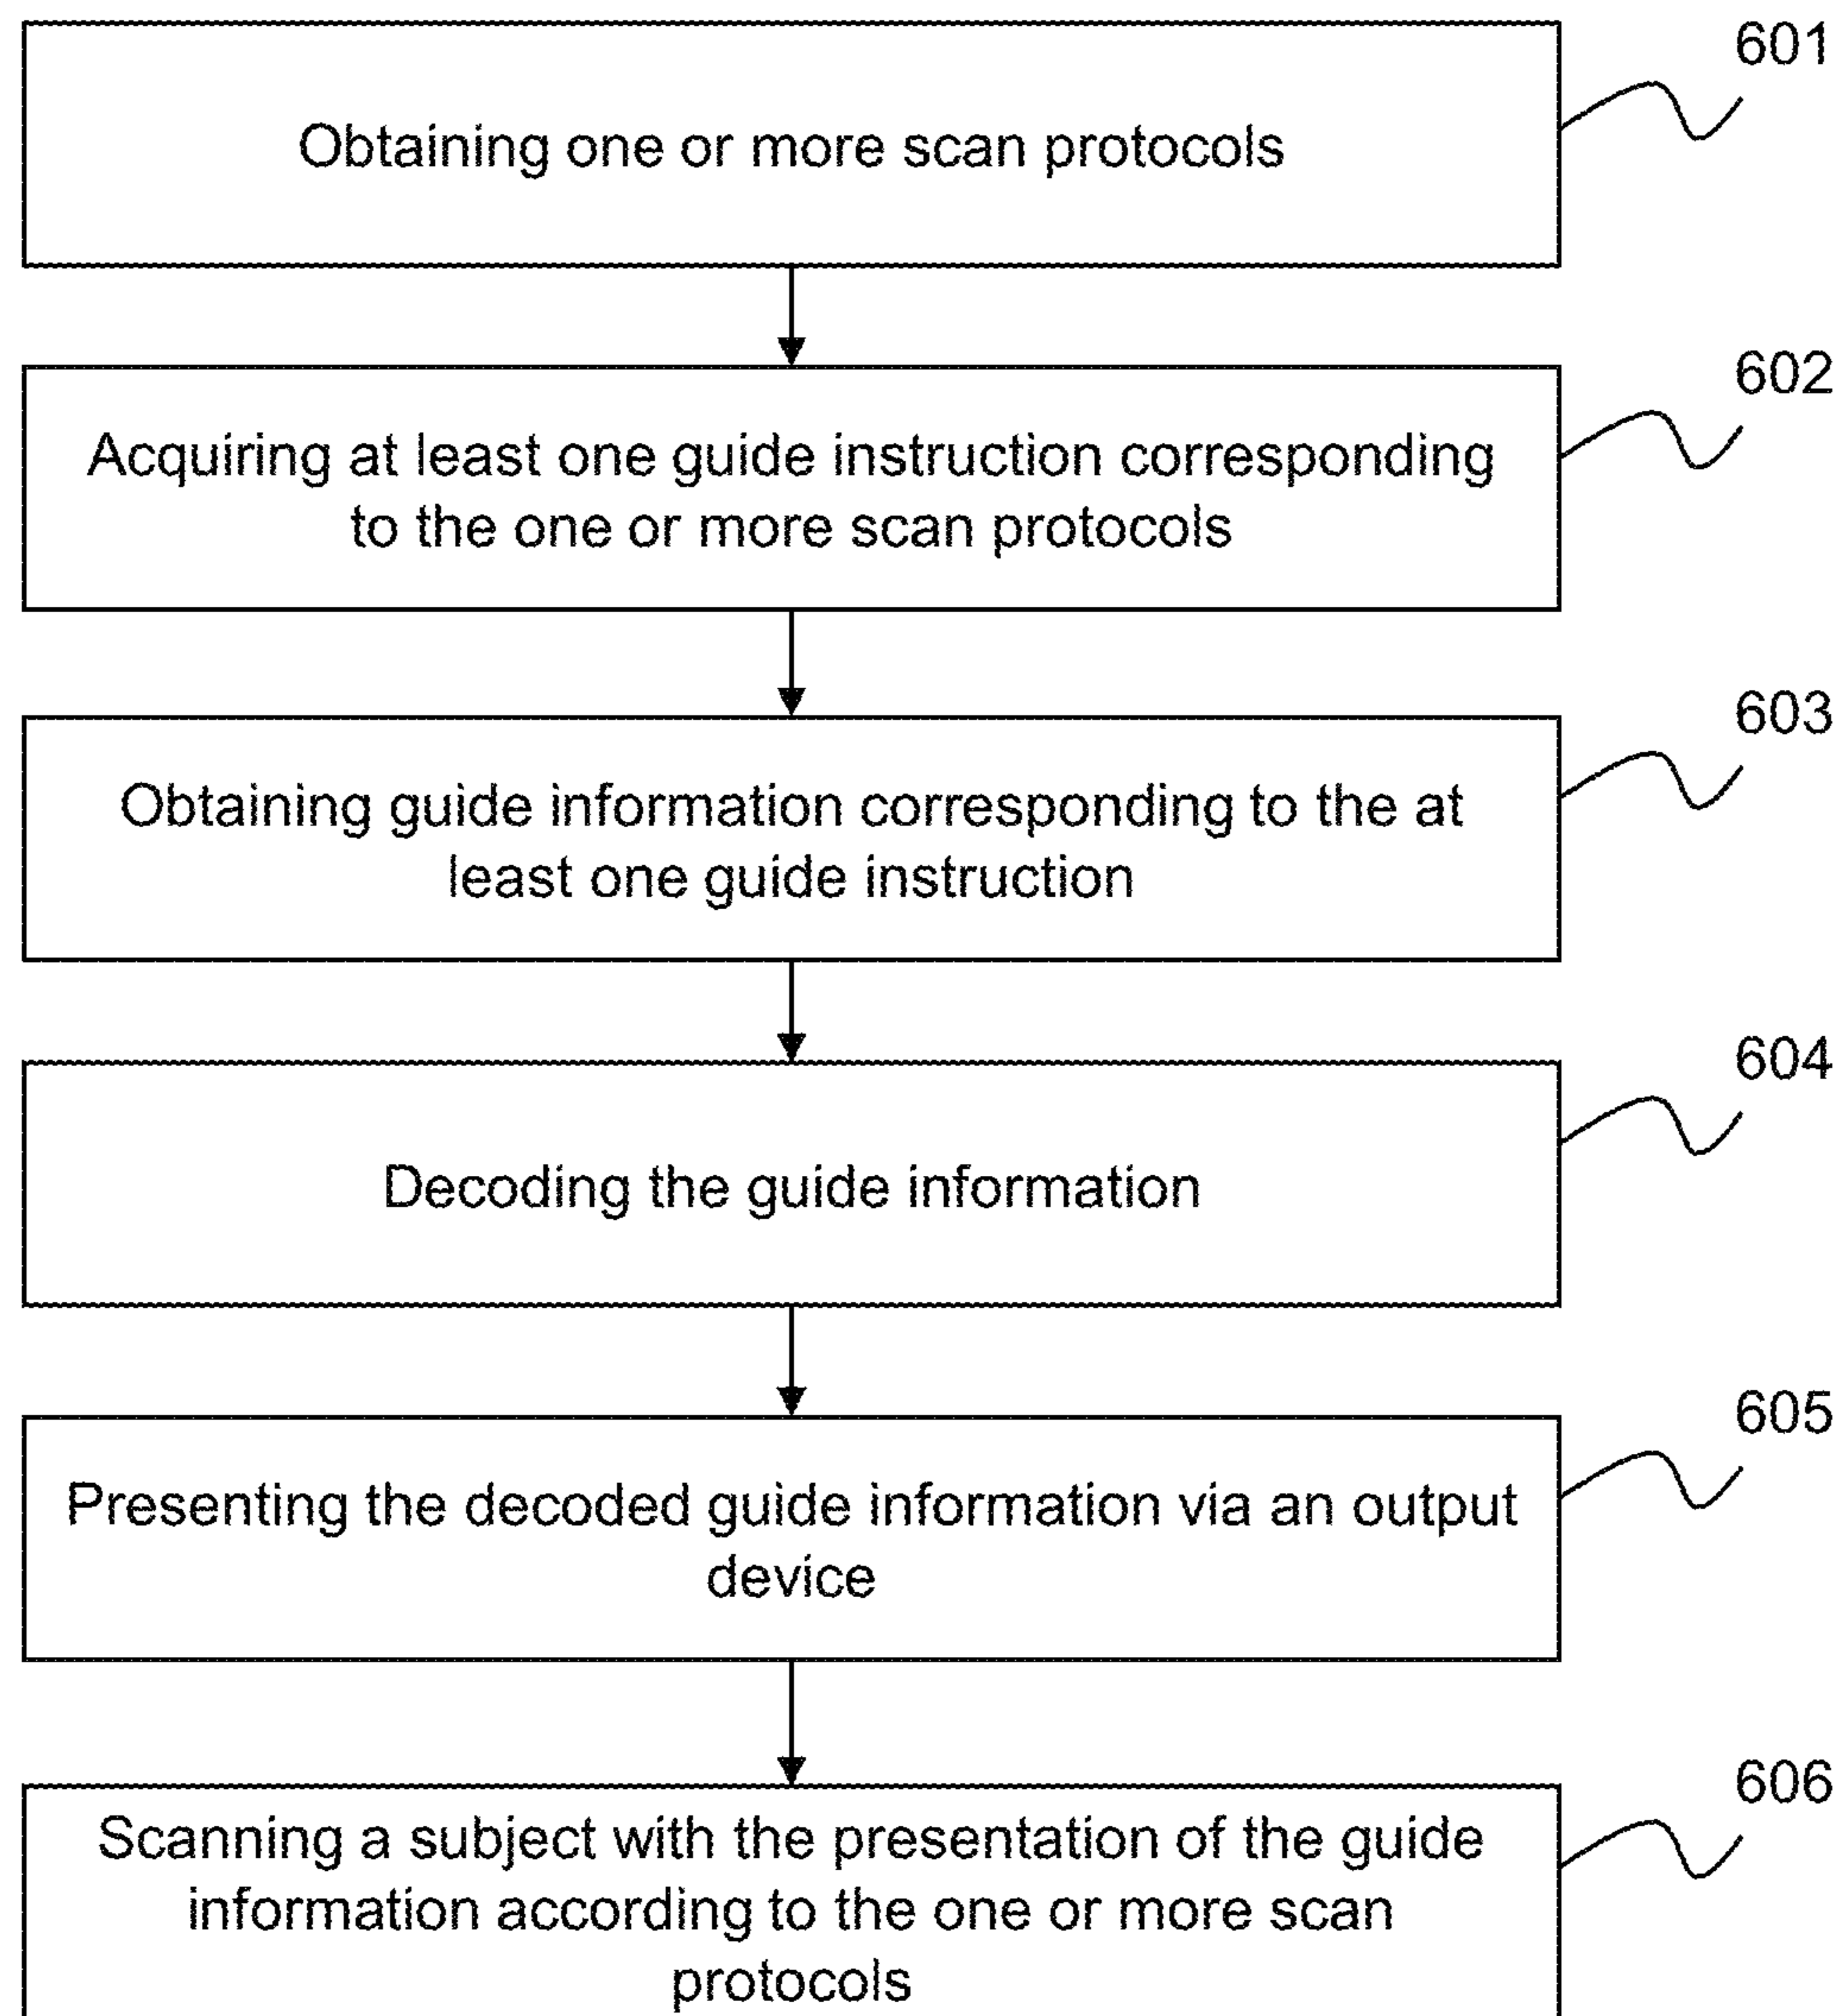 601
Obtaining one or more scan protocols
602
Acquiring at least one guide instruction corresponding
to the one or more scan protocols
603
Obtaining guide information corresponding to the at
least one guide instruction
604
Decoding the guide information
605
Presenting the decoded guide information via an output
device
606
Scanning a subject with the presentation of the guide
information according to the one or more scan
protocols